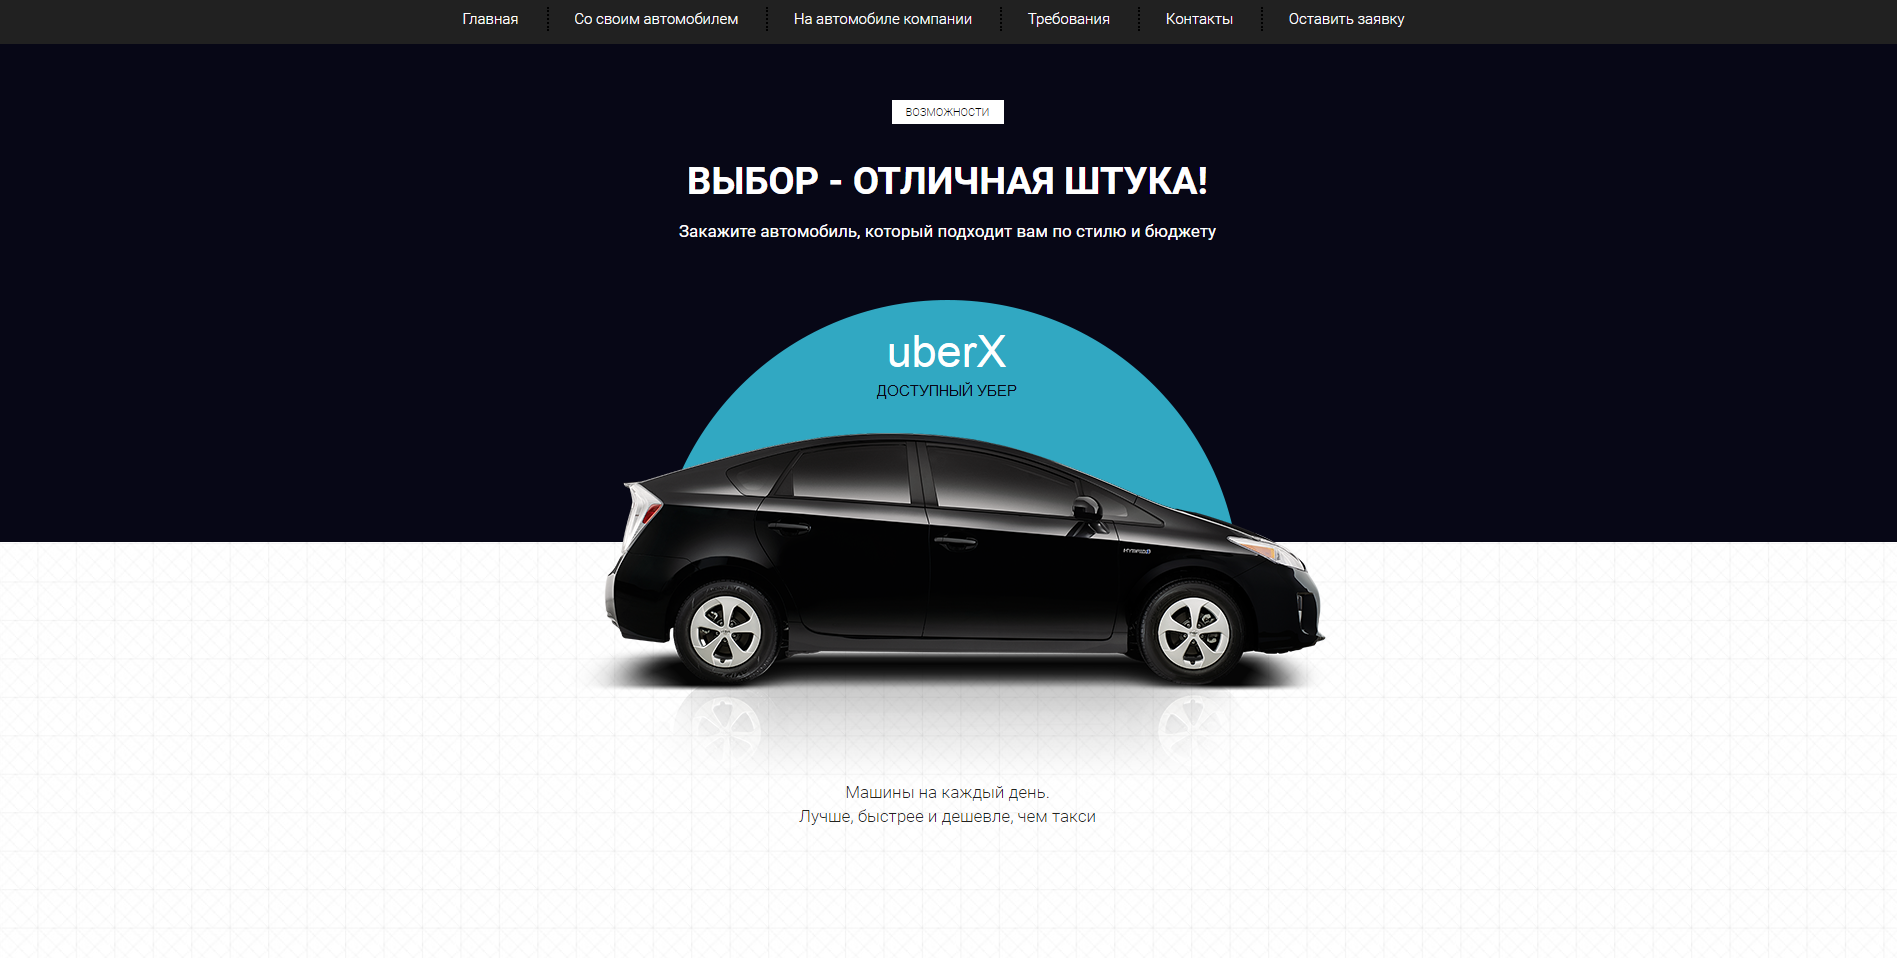 Главная
Со своим автомобилем
На автомобиле компании
Требования
Контакты
Оставить заявку
ВОЗМОЖНОСТИ
ВЫБОР - ОТЛИЧНАЯ ШТУКА!
Закажите автомобиль, который подходит вам по стилю и бюджету
uberX
ДОСТУПНЫЙ УБЕР
HYBRID
Машины на каждый день.
Лучше, быстрее и дешевле, чем такси